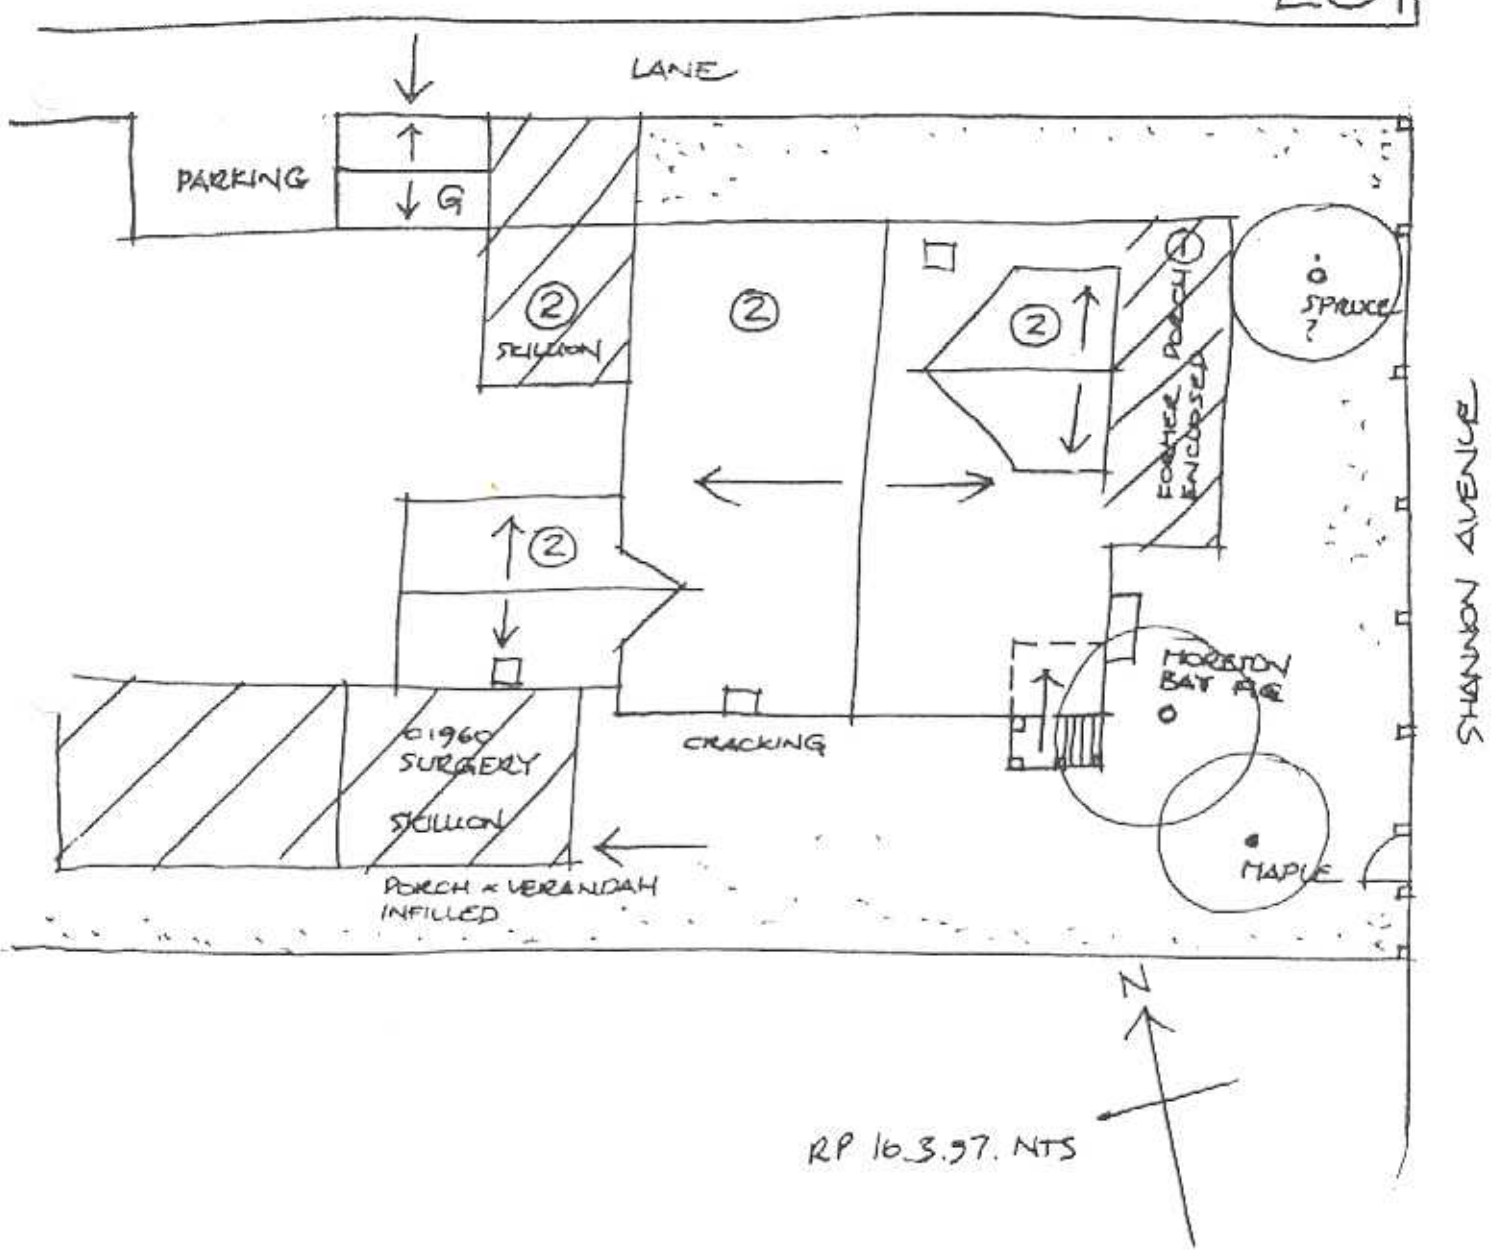 LANE
PARKING
G
2
SKILLION
2
2
FORMER PORCH
ENCLOSED
SPRUCE
?
SHANNON AVENUE
2
MORETON
BAY FIG
CRACKING
C1960
SURGERY
SKILLION
MAPLE
PORCH & VERANDAH
INFILLED
N
RP 16.3.97. NTS